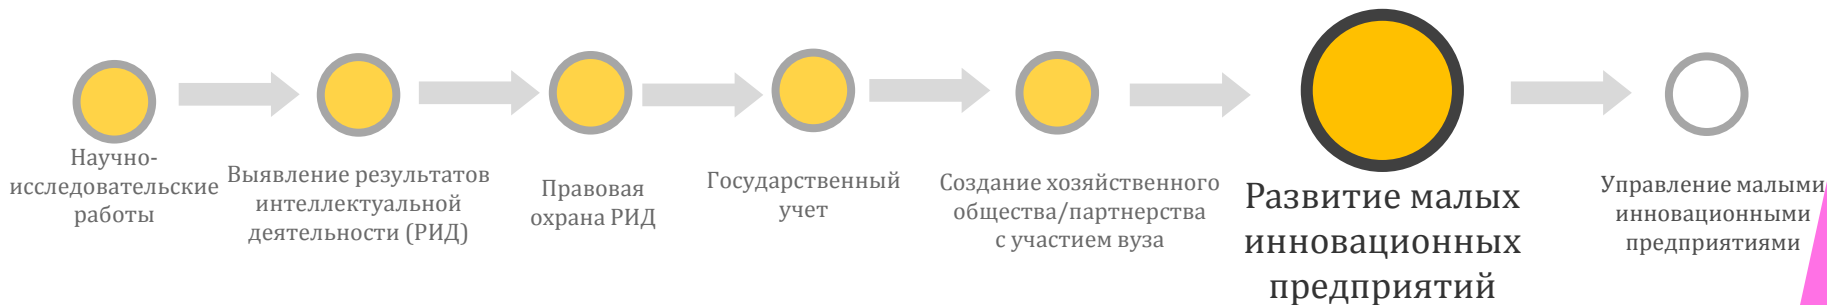 Научно-
исследовательские
работы
Выявление результатов
интеллектуальной
деятельности (РИД)
Правовая
охрана РИД
Государственный
учет
Создание хозяйственного
общества/партнерства
с участием вуза
Развитие малых
инновационных
предприятий
Управление малыми
инновационными
предприятиями